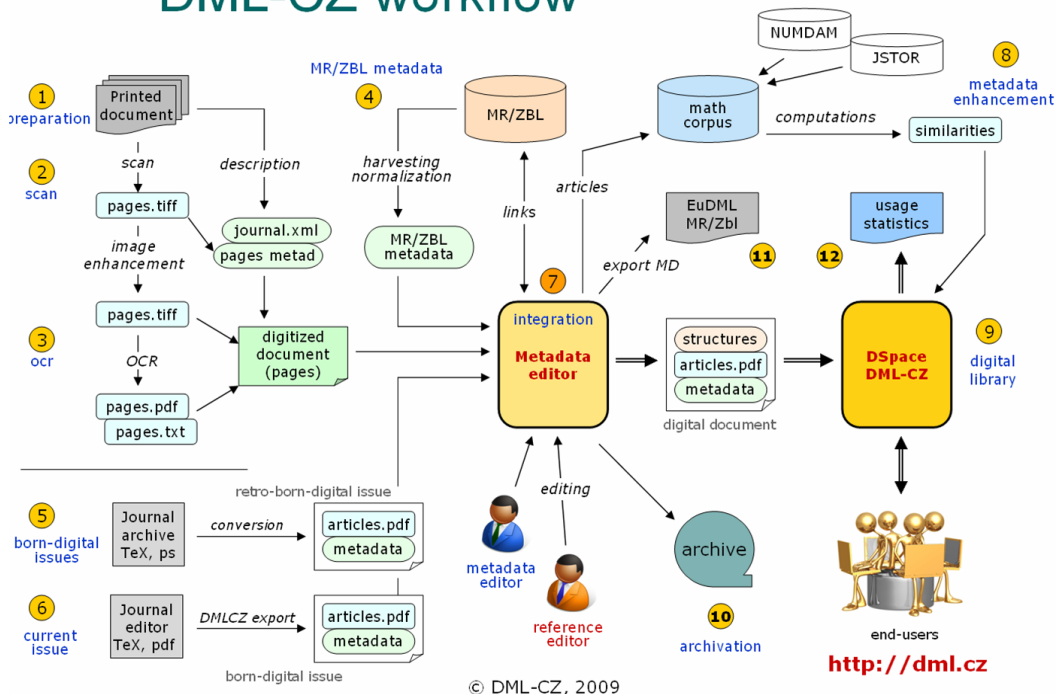 DML-CZ workflow
NUMDAM
JSTOR
8
metadata
enhancement
MR/ZBL metadata
4
1
preparation
Printed
document
MR/ZBL
math
corpus
computations
similarities
scan
description
harvesting
normalization
articles
2
scan
pages.tiff
links
EuDML
MR/Zbl
usage
statistics
journal.xml
pages metad
image
enhancement
MR/ZBL
metadata
export MD
11
12
7
integration
Metadata
editor
pages.tiff
3
ocr
OCR
digitized
document
(pages)
structures
articles.pdf
metadata
digital document
DSpace
DML-CZ
9
digital
library
pages.pdf
pages.txt
retro-born-digital issue
5
born-digital
issues
Journal
archive
TeX, ps
conversion
articles.pdf
metadata
editing
metadata
editor
reference
editor
archive
10
archivation
6
current
issue
Journal
editor
TeX, pdf
DMLCZ export
articles.pdf
metadata
born-digital issue
end-users
http://dml.cz
© DML-CZ, 2009